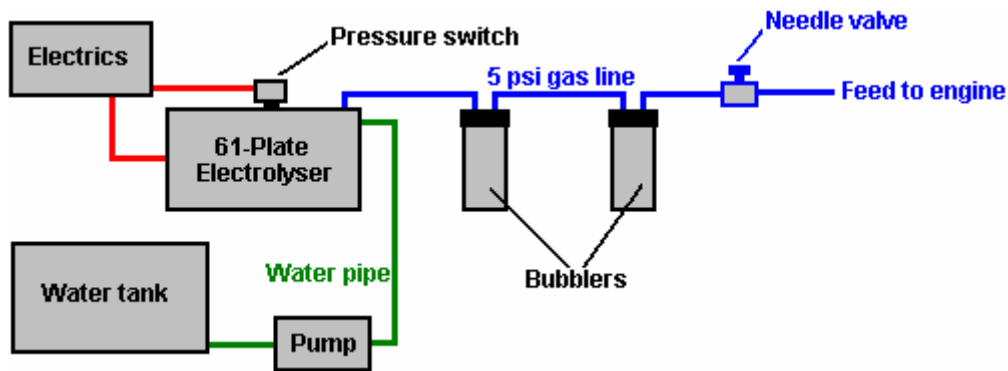 Electrics
Pressure switch
Needle valve
5 psi gas line
Feed to engine
61-Plate
Electrolyser
Water pipe
Bubblers
Water tank
Pump